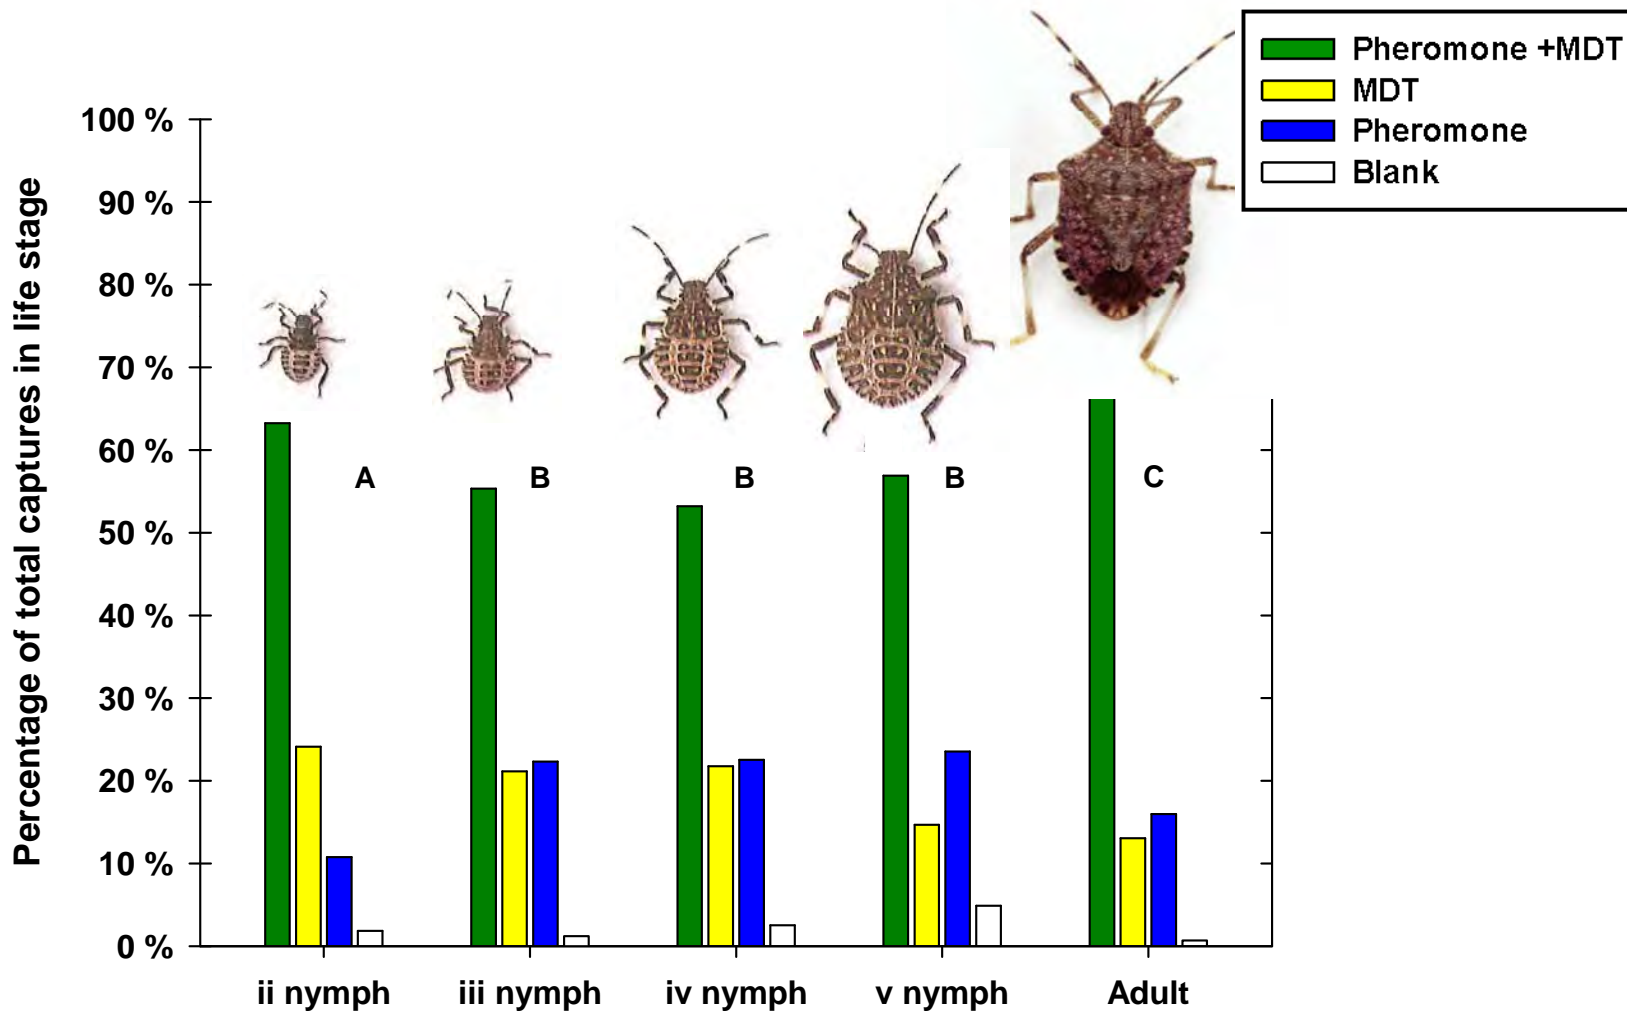 Pheromone +MDT
MDT
Pheromone
Blank
Percentage of total captures in life stage
100 %
90 %
80 %
70 %
60 %
50 %
40 %
30 %
20 %
10 %
0 %
A
B
B
B
C
ii nymph
iii nymph
iv nymph
v nymph
Adult